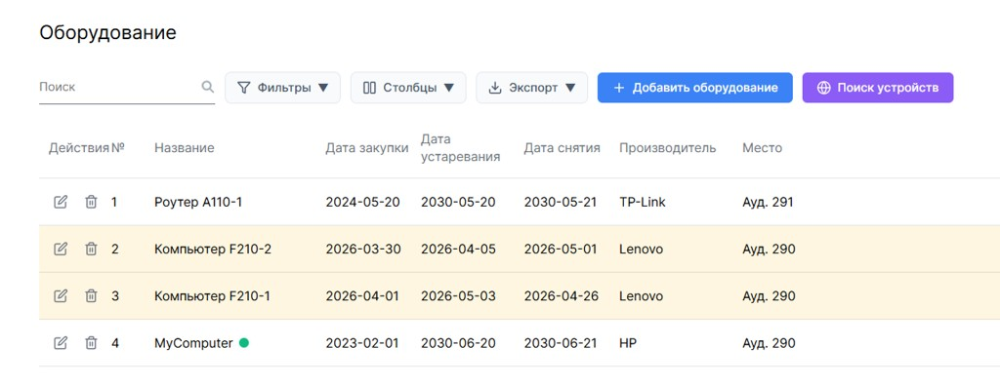 Оборудование
Поиск Фильтры ▼ Столбцы ▼ Экспорт ▼ + Добавить оборудование Поиск устройств
Действия № Название Дата закупки Дата устаревания Дата снятия Производитель Место
1 Роутер A110-1 2024-05-20 2030-05-20 2030-05-21 TP-Link Ауд. 291
2 Компьютер F210-2 2026-03-30 2026-04-05 2026-05-01 Lenovo Ауд. 290
3 Компьютер F210-1 2026-04-01 2026-05-03 2026-04-26 Lenovo Ауд. 290
4 MyComputer 2023-02-01 2030-06-20 2030-06-21 HP Ауд. 290